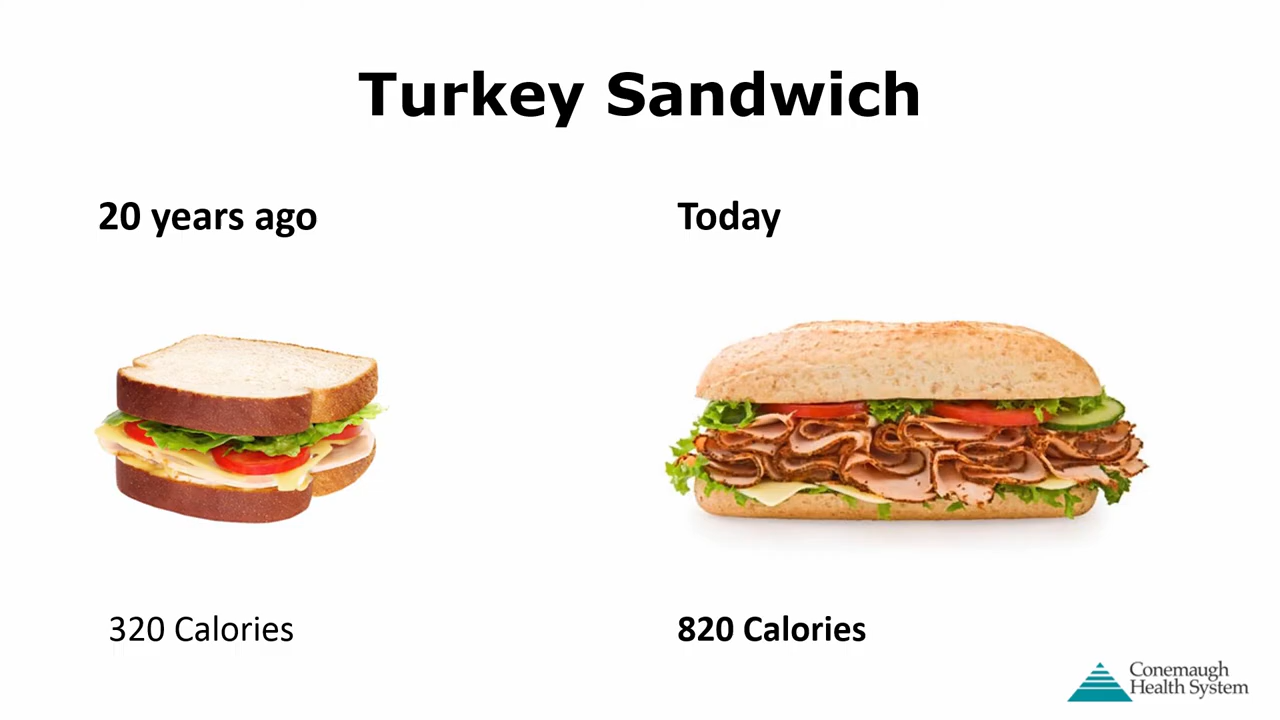 Turkey Sandwich
20 years ago
Today
320 Calories
820 Calories
Conemaugh
Health System